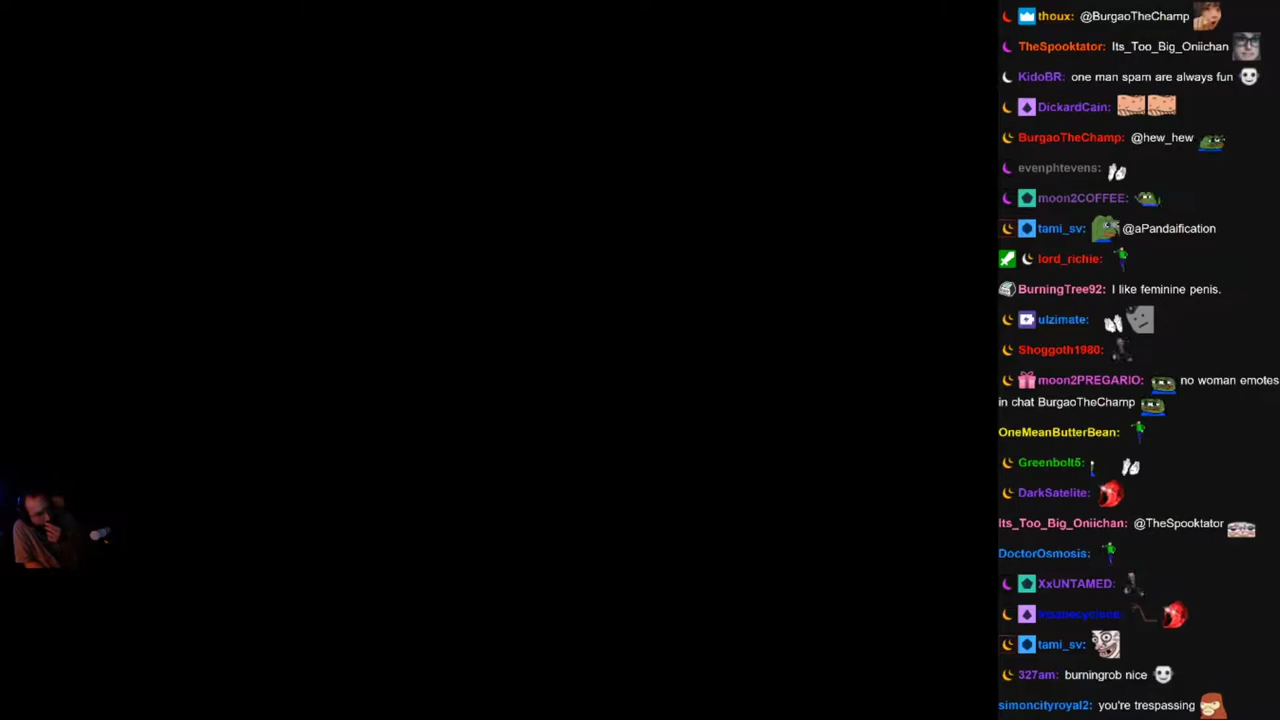 thoux: @BurgaoTheChamp
TheSpooktator: Its_Too_Big_Oniichan
KidoBR: one man spam are always fun
DickardCain:
BurgaoTheChamp: @hew_hew
evenphtevens:
moon2COFFEE:
tami_sv: @aPandaification
lord_richie:
BurningTree92: I like feminine penis.
ulzimate:
Shoggoth1980:
moon2PREGARIO: no woman emotes
in chat BurgaoTheChamp
OneMeanButterBean:
Greenbolt5:
DarkSatelite:
Its_Too_Big_Oniichan: @TheSpooktator
DoctorOsmosis:
XxUNTAMED:
tami_sv:
327am: burningrob nice
simoncityroyal2: you're trespassing